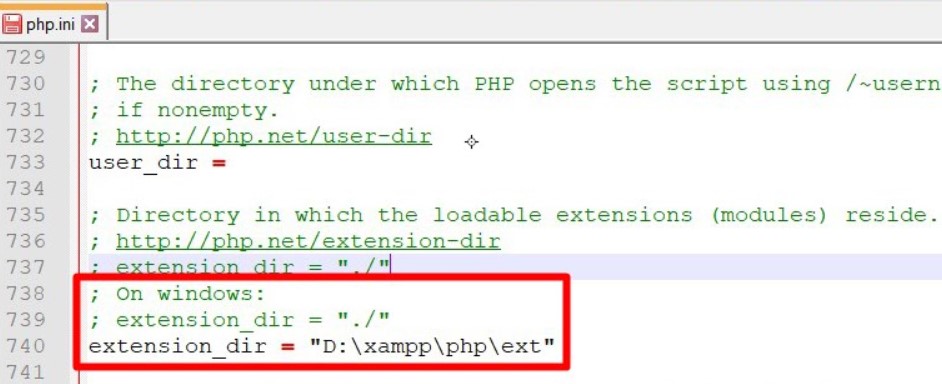 php.ini
729
730 ; The directory under which PHP opens the script using /~usern
731 ; if nonempty.
732 ; http://php.net/user-dir
733 user_dir =
734
735 ; Directory in which the loadable extensions (modules) reside.
736 ; http://php.net/extension-dir
737 ; extension_dir = "./"
738 ; On windows:
739 ; extension_dir = "./"
740 extension_dir = "D:\xampp\php\ext"
741